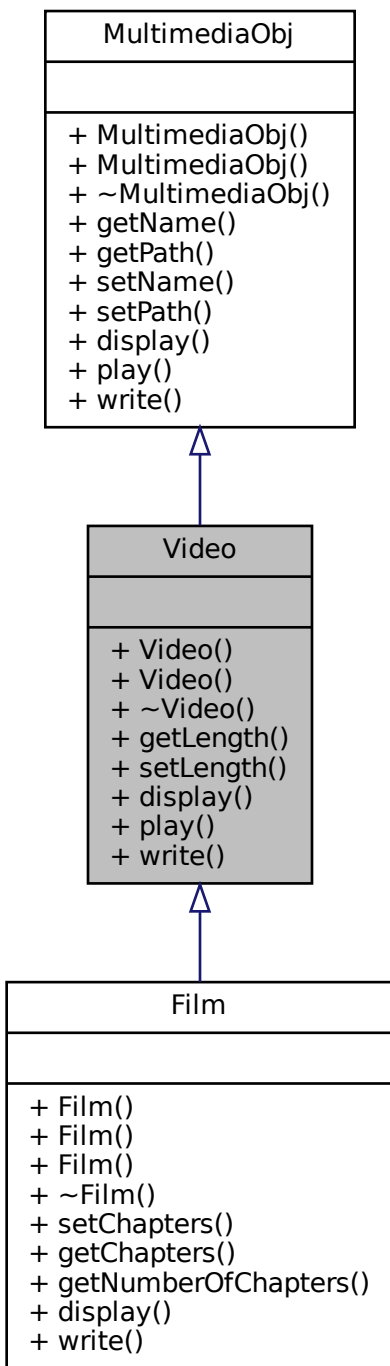 MultimediaObj
+ MultimediaObj()
+ MultimediaObj()
+ ~MultimediaObj()
+ getName()
+ getPath()
+ setName()
+ setPath()
+ display()
+ play()
+ write()
Video
+ Video()
+ Video()
+ ~Video()
+ getLength()
+ setLength()
+ display()
+ play()
+ write()
Film
+ Film()
+ Film()
+ Film()
+ ~Film()
+ setChapters()
+ getChapters()
+ getNumberOfChapters()
+ display()
+ write()